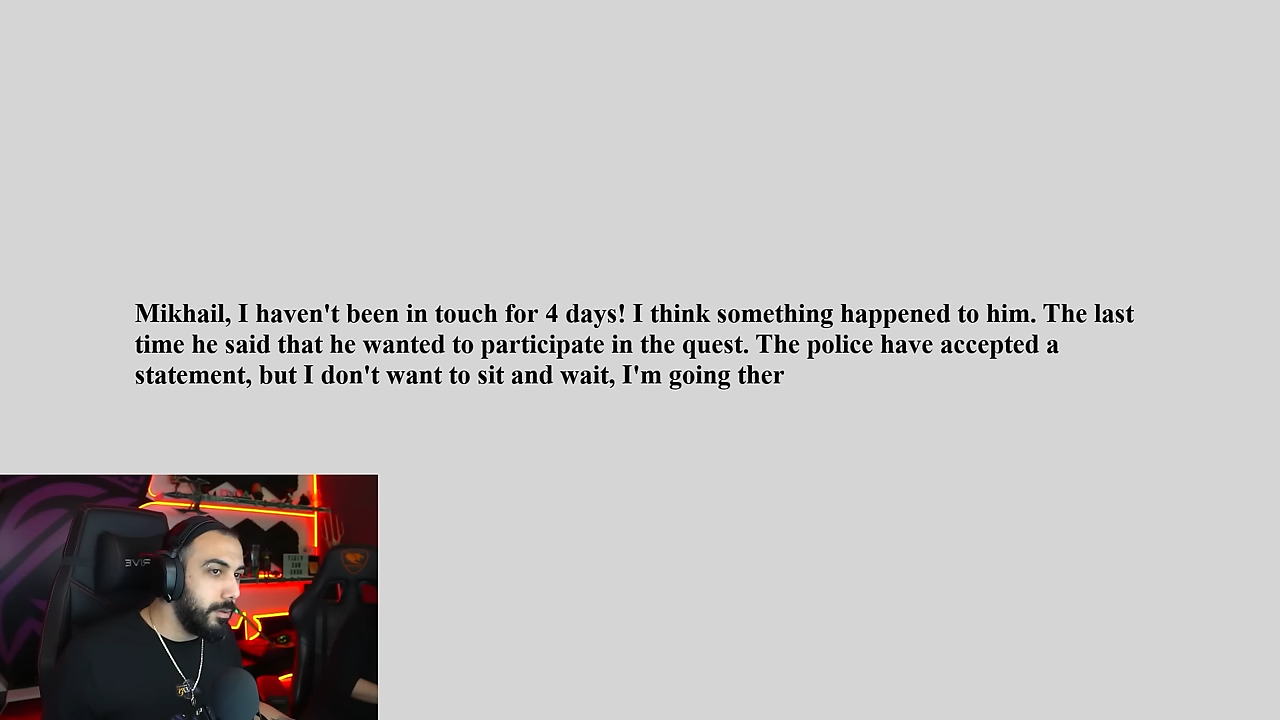 Mikhail, I haven't been in touch for 4 days! I think something happened to him. The last
time he said that he wanted to participate in the quest. The police have accepted a
statement, but I don't want to sit and wait, I'm going ther